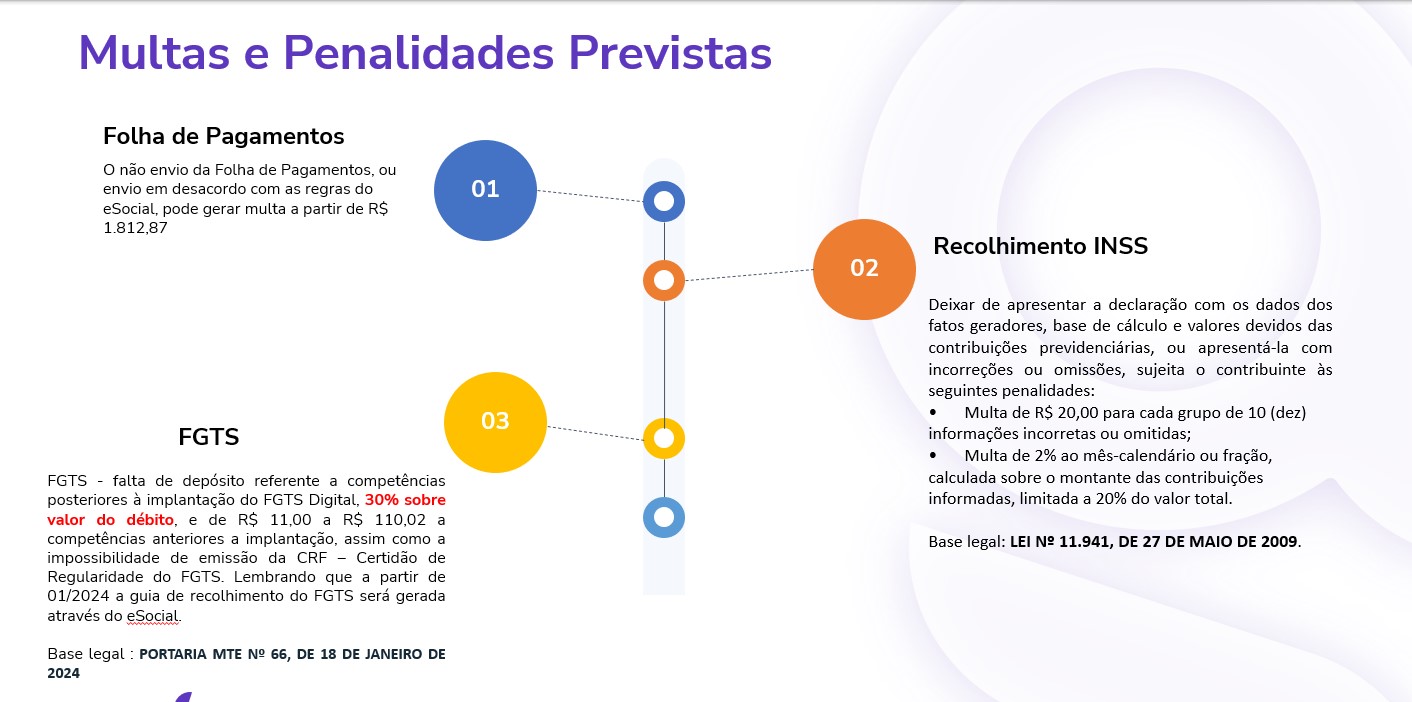 Multas e Penalidades Previstas
Folha de Pagamentos
O não envio da Folha de Pagamentos, ou
envio em desacordo com as regras do
eSocial, pode gerar multa a partir de R$
1.812,87
01
02
Recolhimento INSS
Deixar de apresentar a declaração com os dados dos
fatos geradores, base de cálculo e valores devidos das
contribuições previdenciárias, ou apresentá-la com
incorreções ou omissões, sujeita o contribuinte às
seguintes penalidades:
• Multa de R$ 20,00 para cada grupo de 10 (dez)
informações incorretas ou omitidas;
• Multa de 2% ao mês-calendário ou fração,
calculada sobre o montante das contribuições
informadas, limitada a 20% do valor total.
Base legal: LEI Nº 11.941, DE 27 DE MAIO DE 2009.
03
FGTS
FGTS - falta de depósito referente a competências
posteriores à implantação do FGTS Digital, 30% sobre
valor do débito, e de R$ 11,00 a R$ 110,02 a
competências anteriores a implantação, assim como a
impossibilidade de emissão da CRF – Certidão de
Regularidade do FGTS. Lembrando que a partir de
01/2024 a guia de recolhimento do FGTS será gerada
através do eSocial.
Base legal : PORTARIA MTE Nº 66, DE 18 DE JANEIRO DE
2024